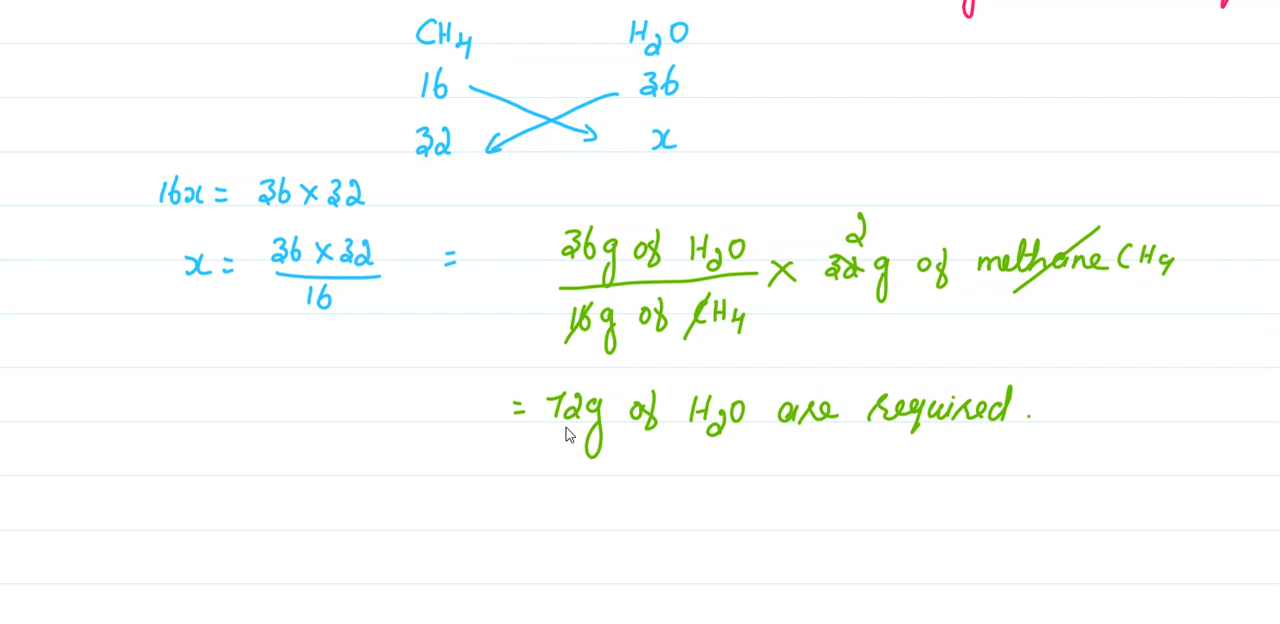 CH4 H2O
16 36
32 x
16x = 36 × 32
x = 36 × 32 / 16 = 36g of H2O / 16g of CH4 × 32 2 g of methane CH4
= 72g of H2O are required.